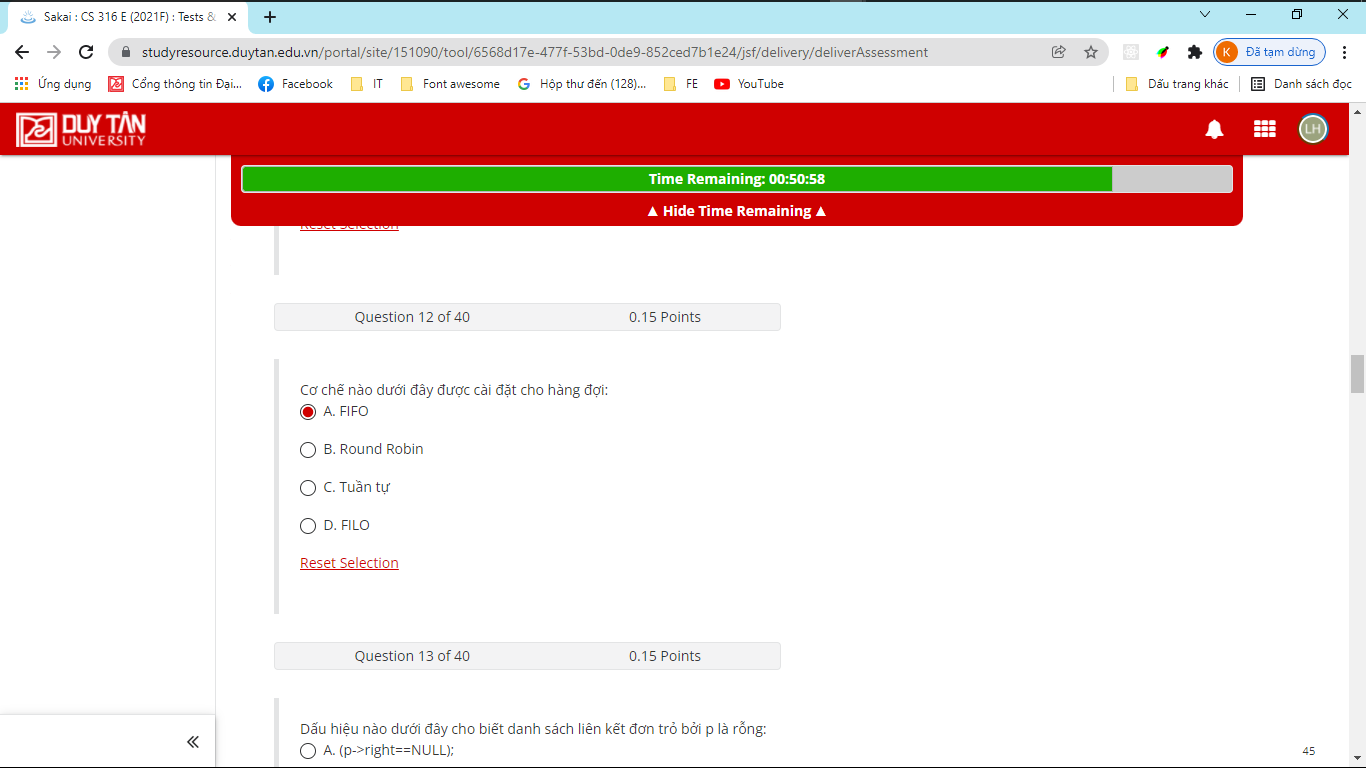 Sakai : CS 316 E (2021F) : Tests &
studyresource.duytan.edu.vn/portal/site/151090/tool/6568d17e-477f-53bd-0de9-852ced7b1e24/jsf/delivery/deliverAssessment
K Đã tạm dừng
Ứng dụng
Cổng thông tin Đại...
Facebook
IT
Font awesome
Hộp thư đến (128)...
FE
YouTube
Dấu trang khác
Danh sách đọc
DUY TÂN
UNIVERSITY
LH
Time Remaining: 00:50:58
▲ Hide Time Remaining ▲
Reset Selection
Question 12 of 40 0.15 Points
Cơ chế nào dưới đây được cài đặt cho hàng đợi:
A. FIFO
B. Round Robin
C. Tuần tự
D. FILO
Reset Selection
Question 13 of 40 0.15 Points
Dấu hiệu nào dưới đây cho biết danh sách liên kết đơn trỏ bởi p là rỗng:
A. (p->right==NULL);
45